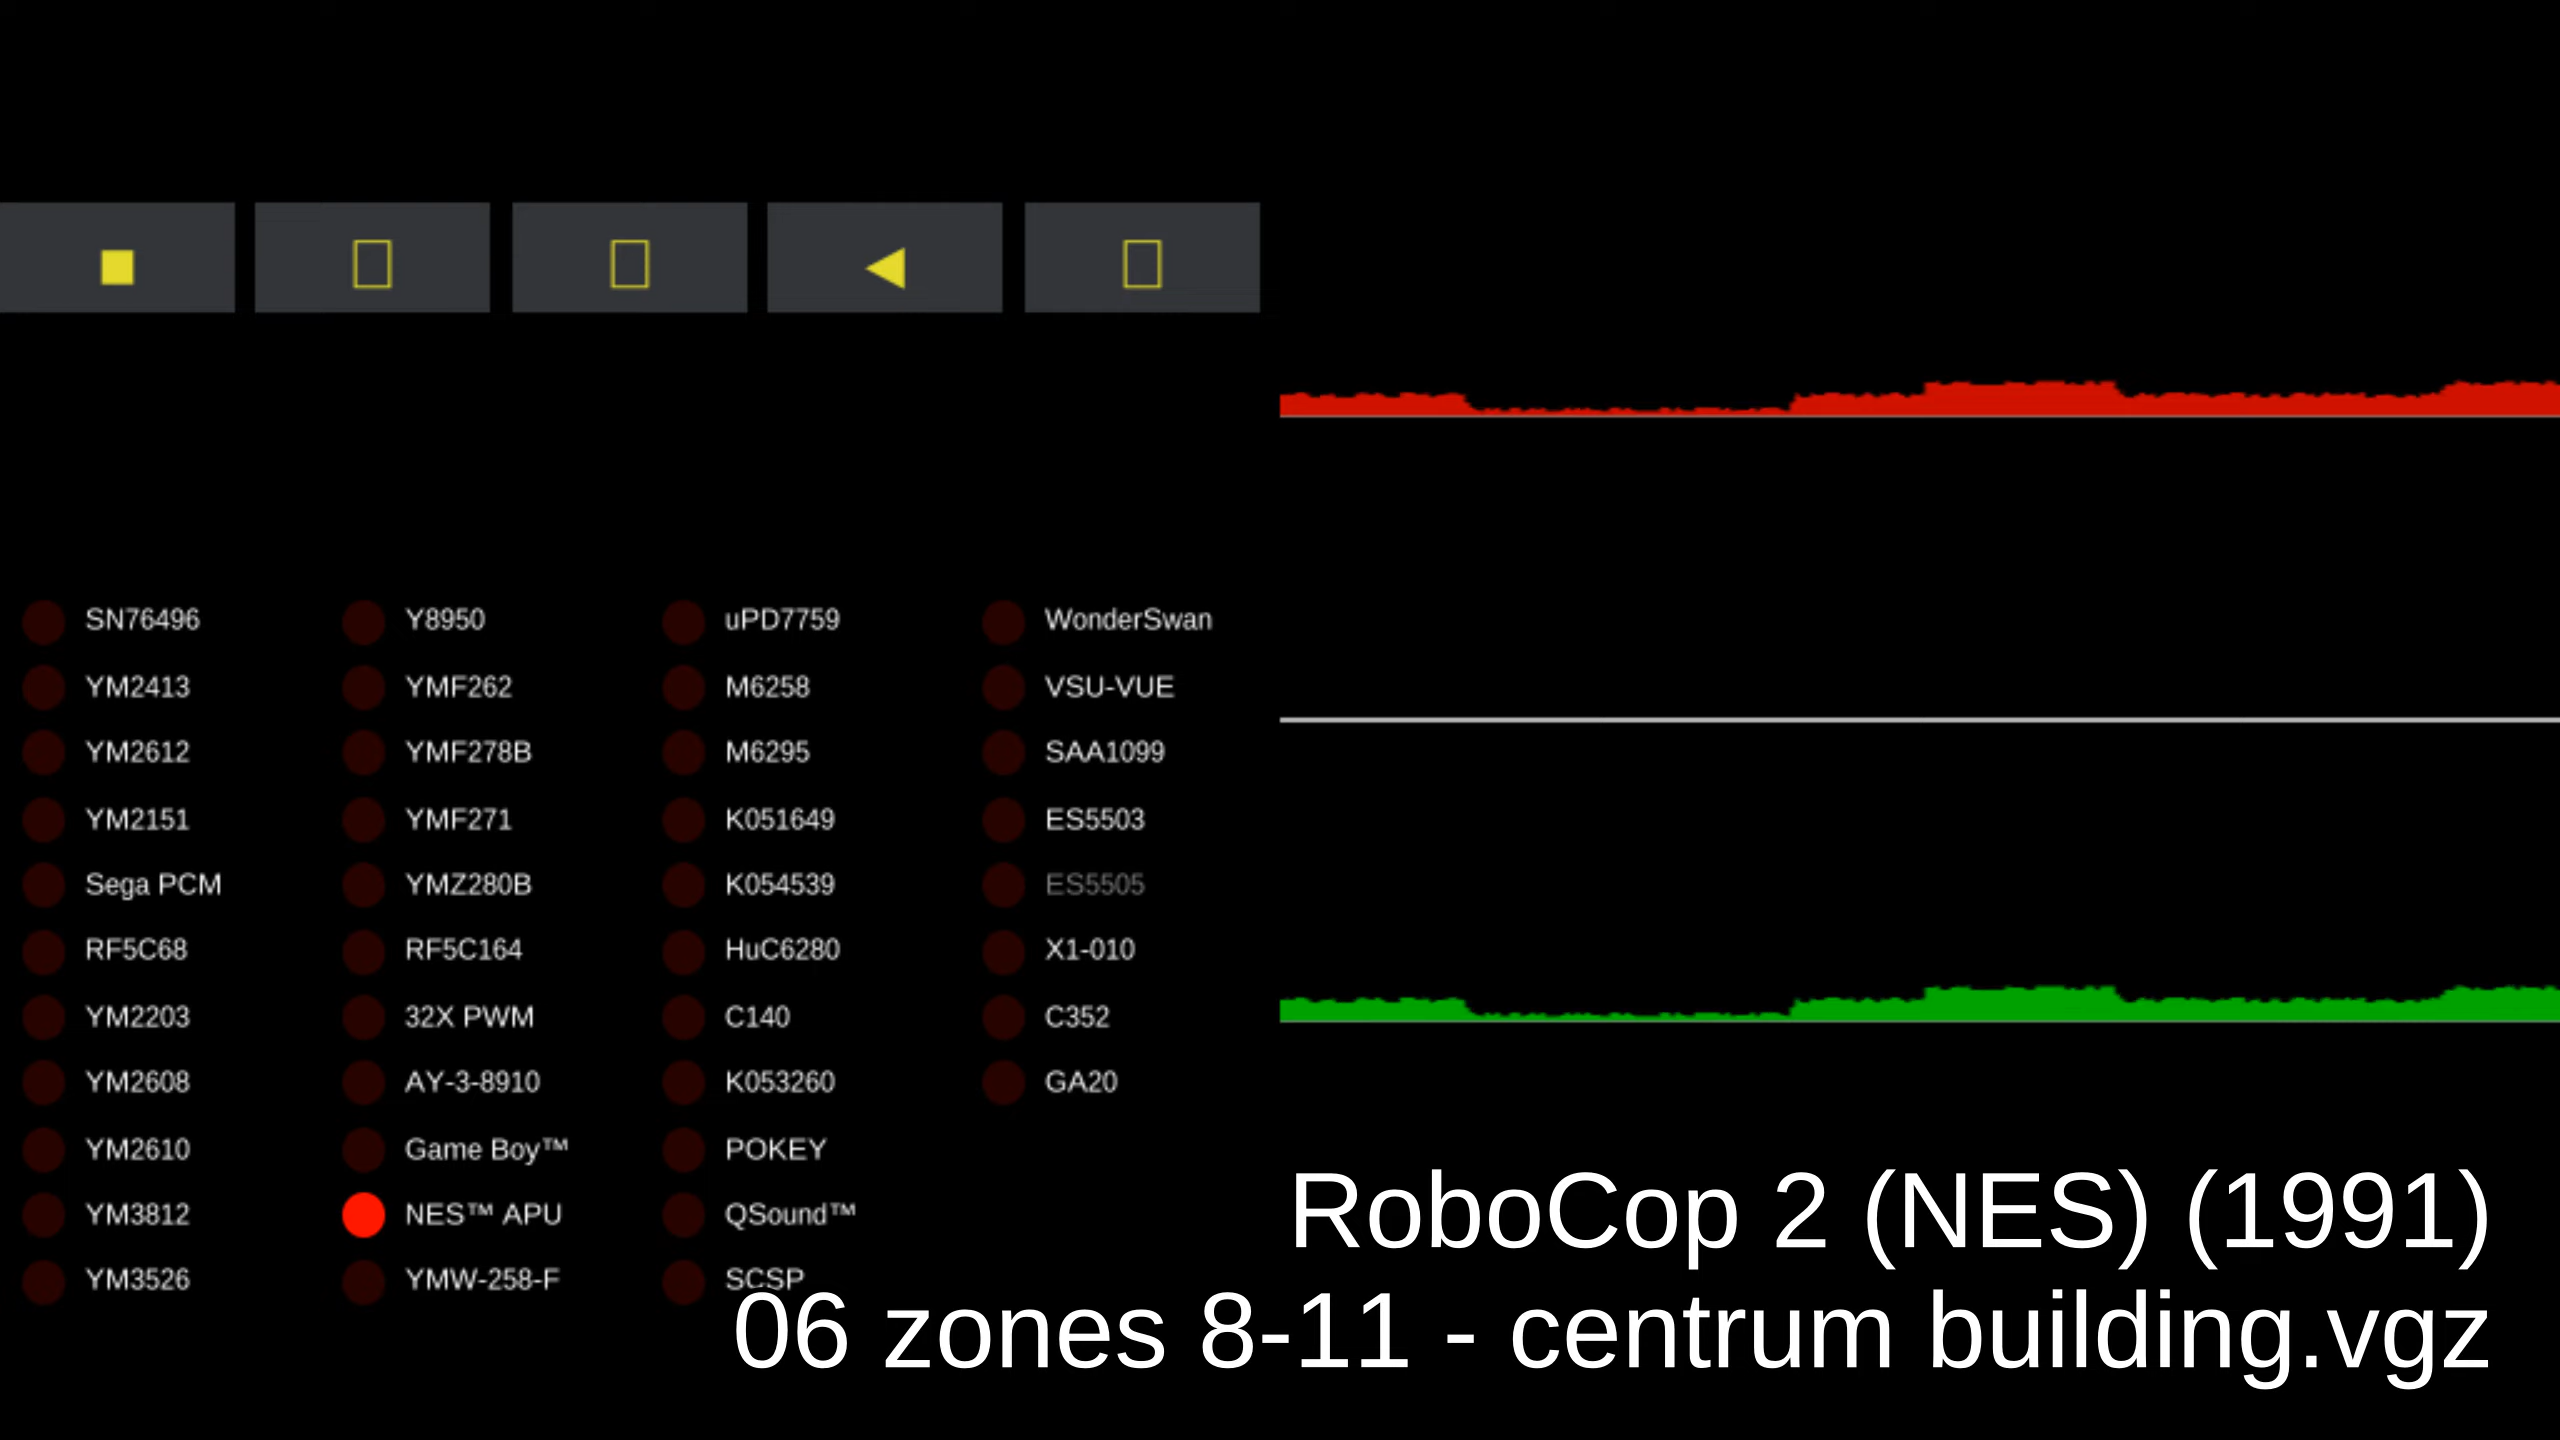 SN76496
YM2413
YM2612
YM2151
Sega PCM
RF5C68
YM2203
YM2608
YM2610
YM3812
YM3526
Y8950
YMF262
YMF278B
YMF271
YMZ280B
RF5C164
32X PWM
AY-3-8910
Game Boy™
NES™ APU
YMW-258-F
uPD7759
M6258
M6295
K051649
K054539
HuC6280
C140
K053260
POKEY
QSound™
SCSP
WonderSwan
VSU-VUE
SAA1099
ES5503
ES5505
X1-010
C352
GA20
RoboCop 2 (NES) (1991)
06 zones 8-11 - centrum building.vgz